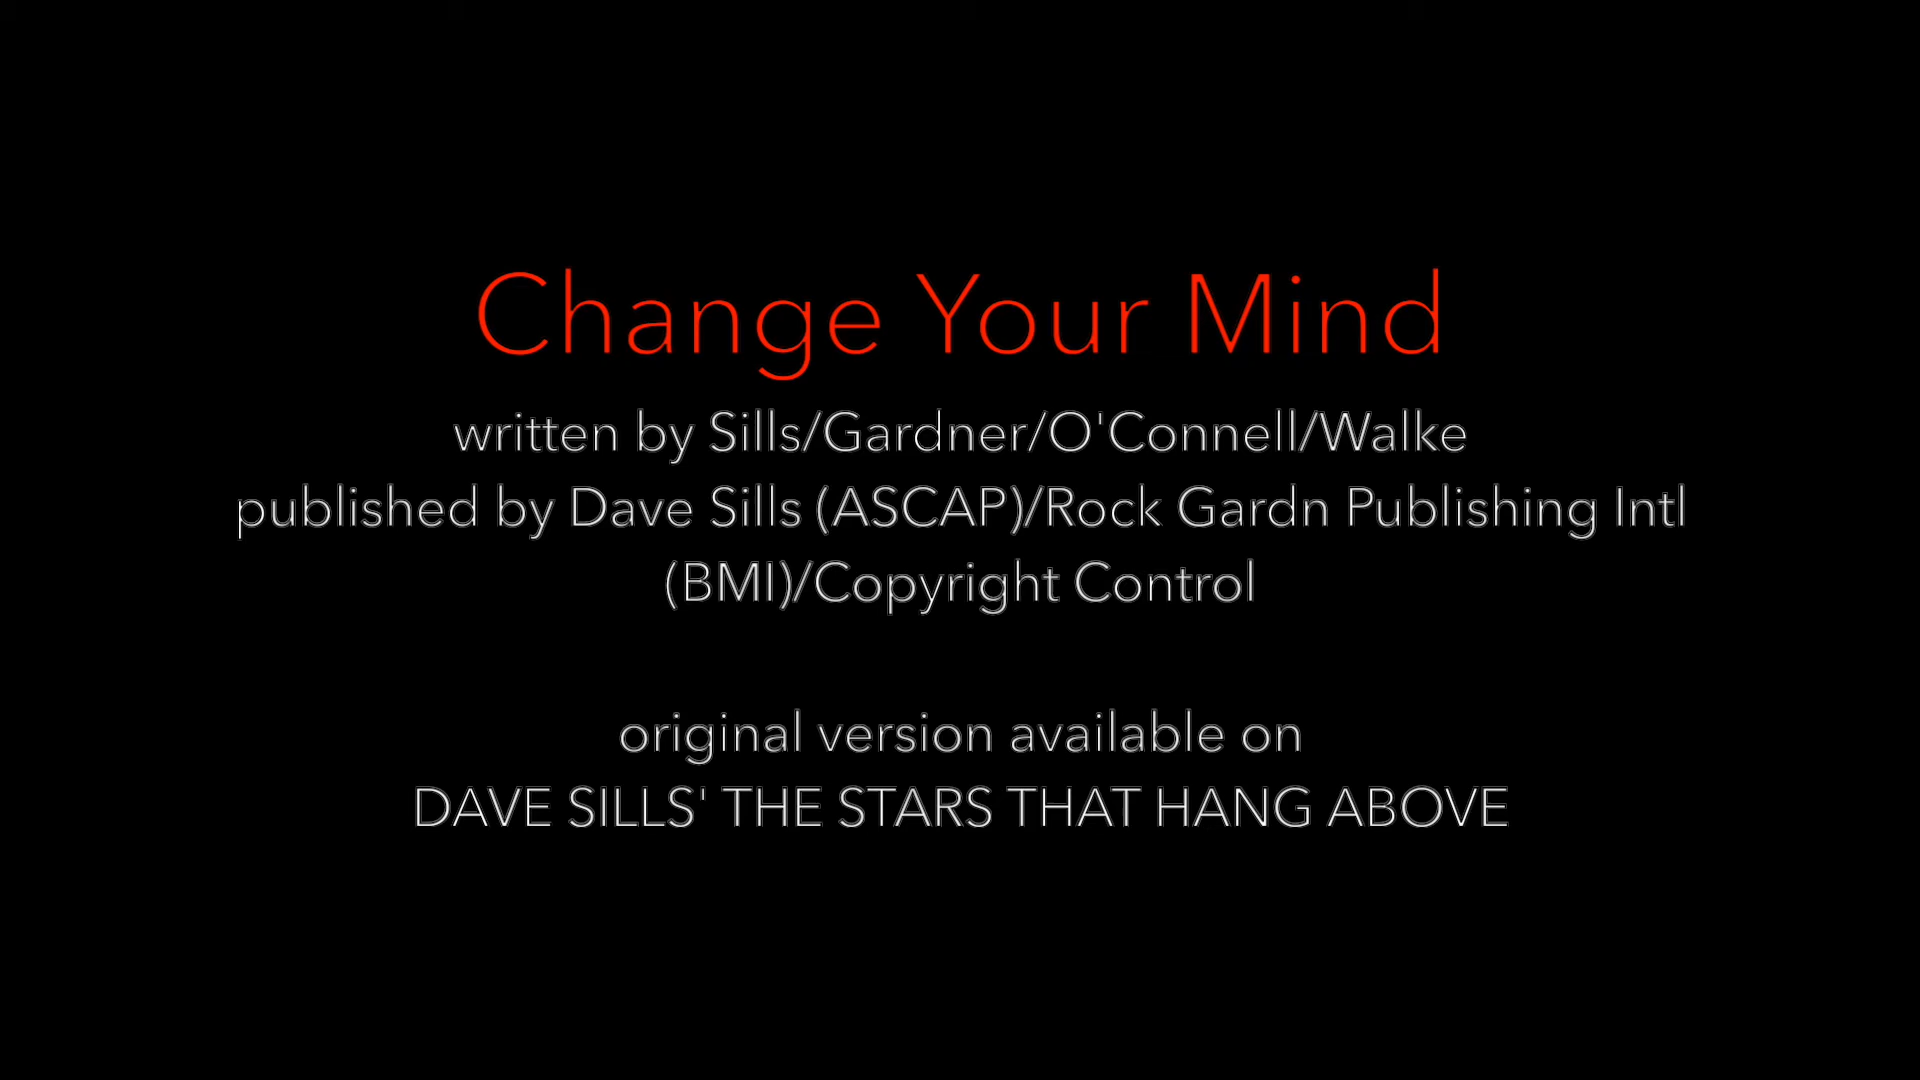 Change Your Mind
written by Sills/Gardner/O'Connell/Walke
published by Dave Sills (ASCAP)/Rock Gardn Publishing Intl
(BMI)/Copyright Control
original version available on
DAVE SILLS' THE STARS THAT HANG ABOVE